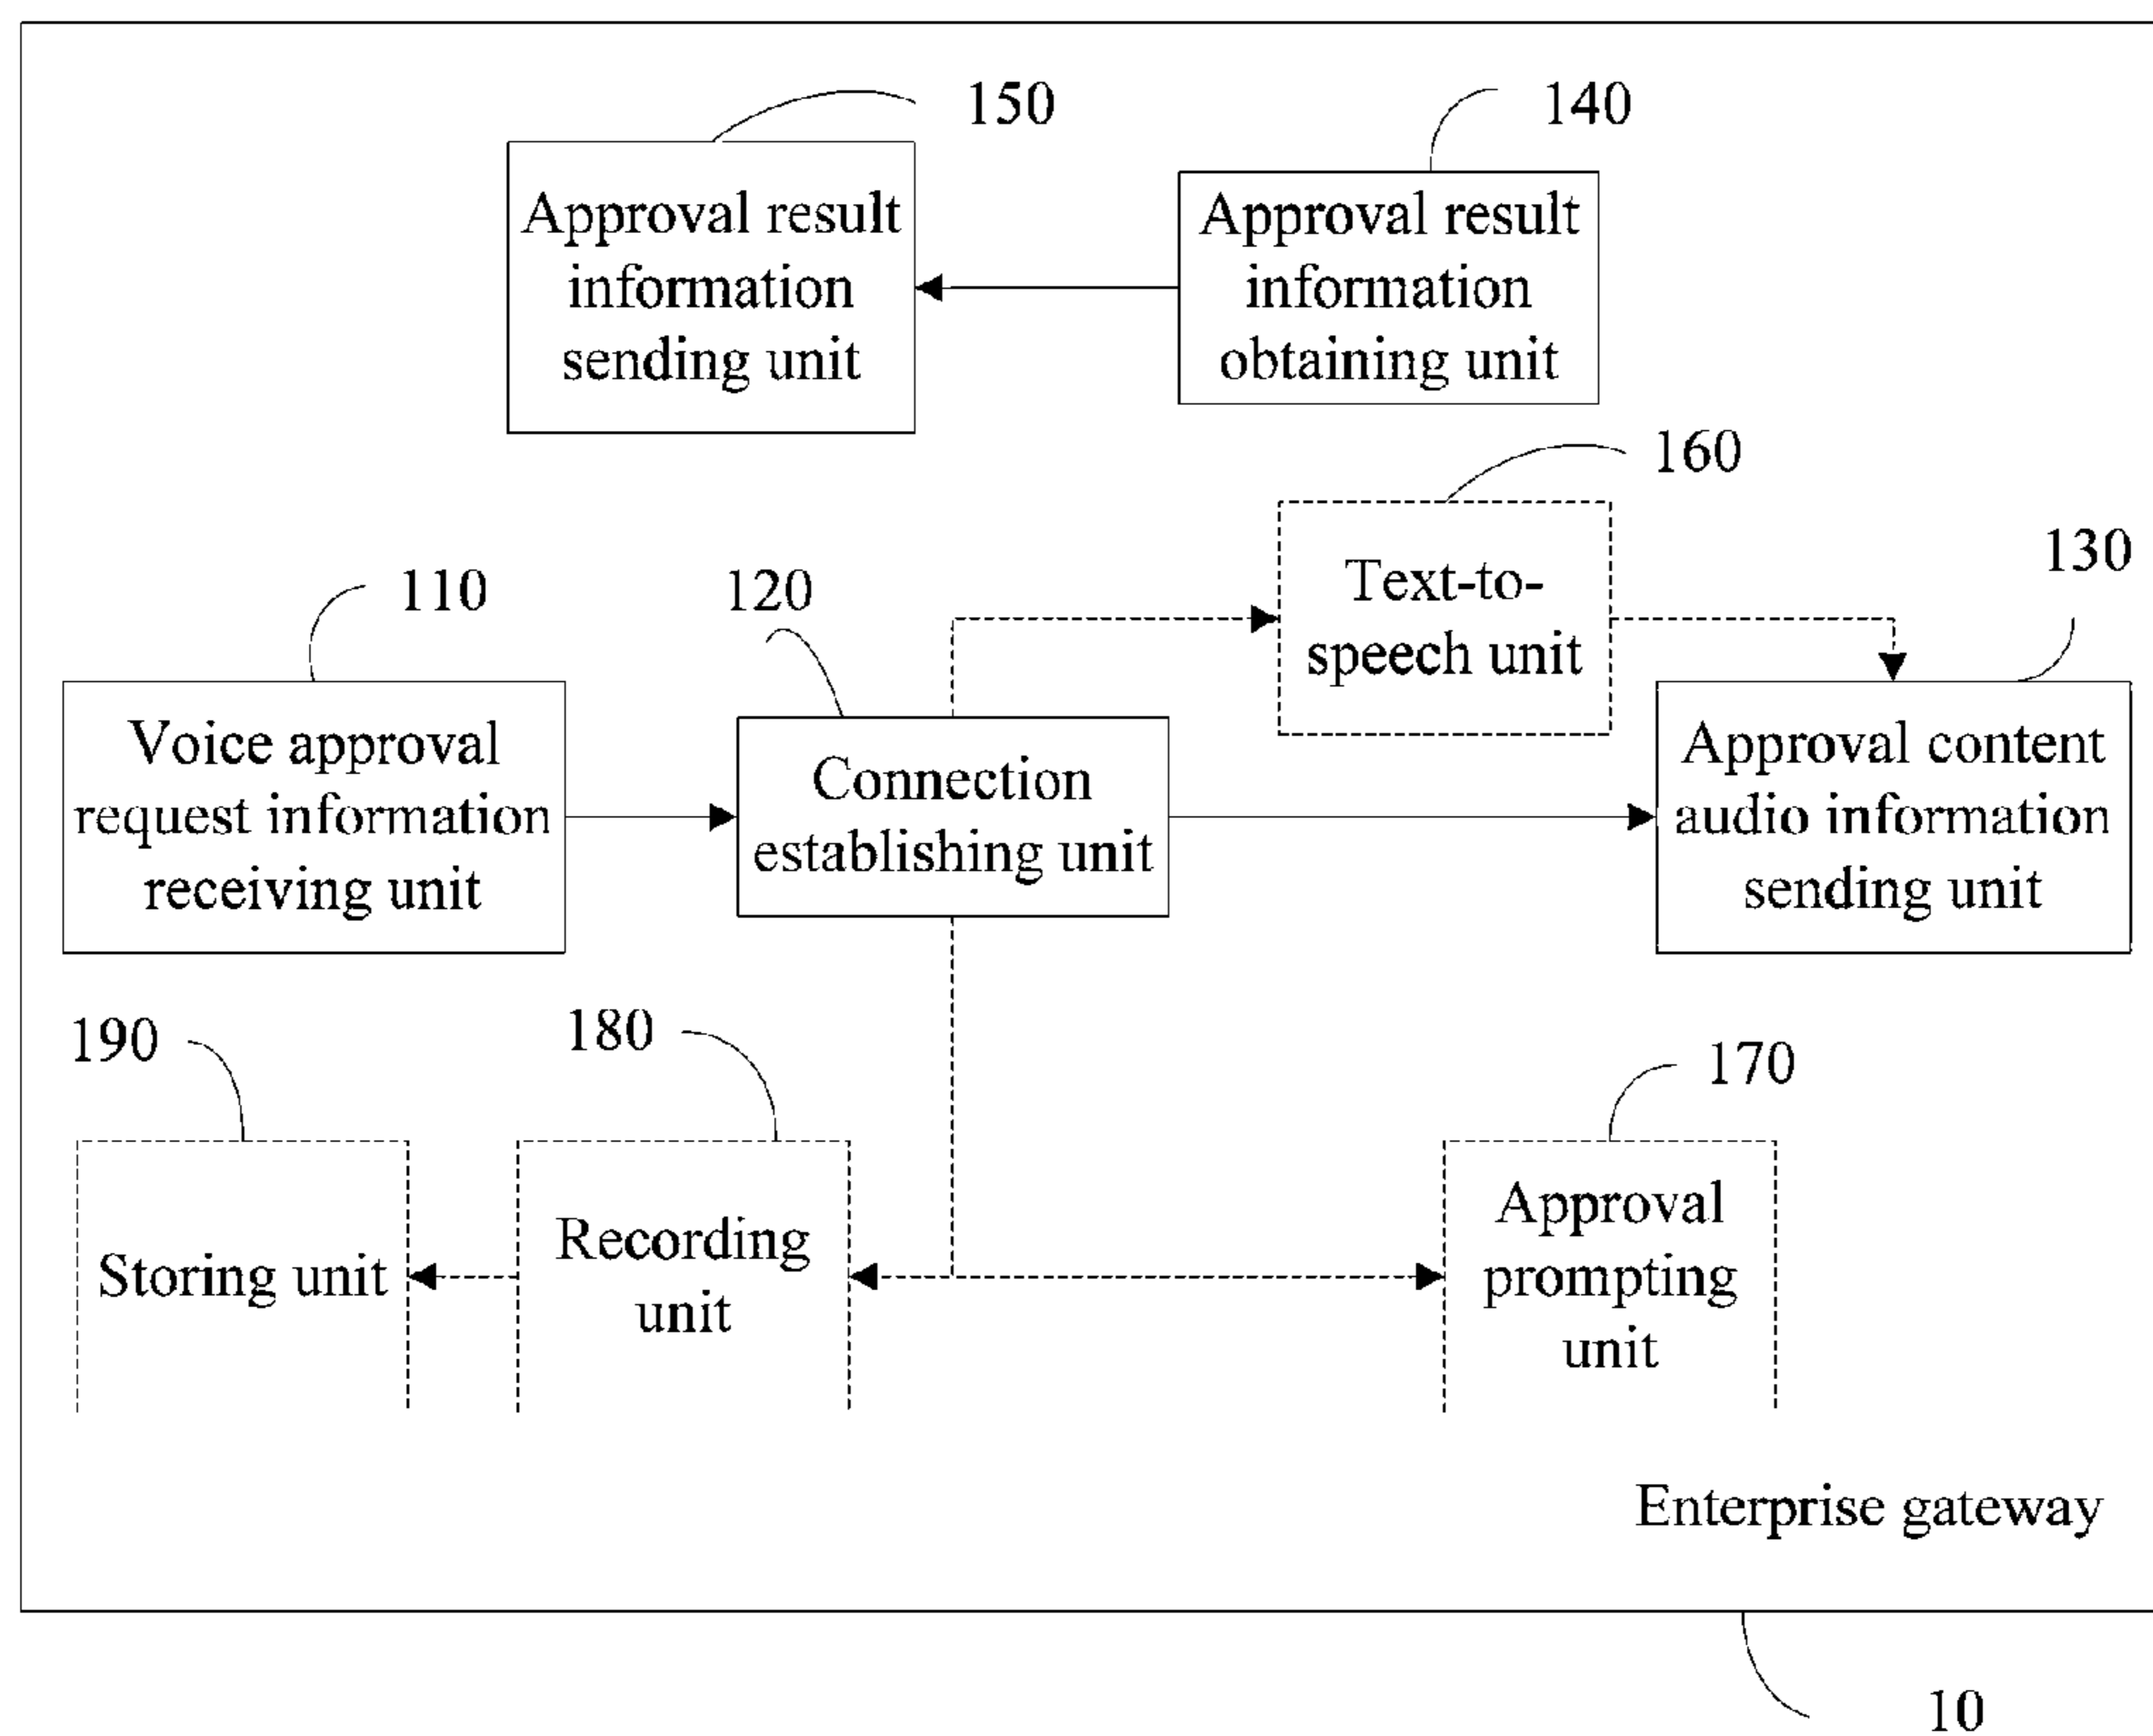 150
140
Approval result
information
sending unit
Approval result
information
obtaining unit
160
130
Text-to-
speech unit
110
120
Voice approval
request information
receiving unit
Connection
establishing unit
Approval content
audio information
sending unit
190
180
170
Storing unit
Recording
unit
Approval
prompting
unit
Enterprise gateway
10